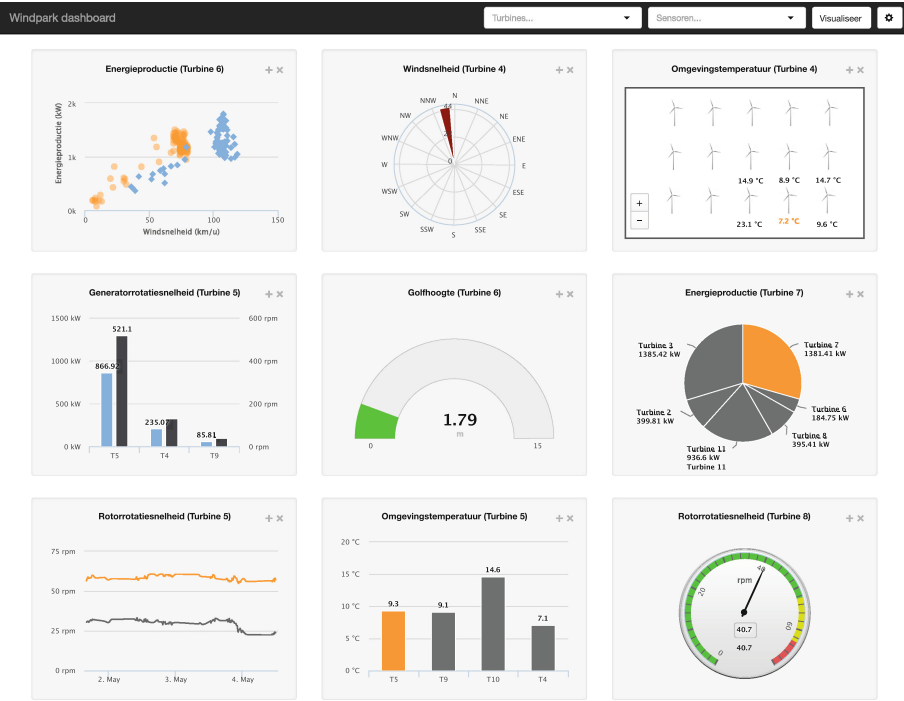 Windpark dashboard
Turbines...
Sensoren...
Visualiseer
Energieproductie (Turbine 6)
Energieproductie (kW)
2k
1k
0k
0
50
100
150
Windsnelheid (km/u)
Windsnelheid (Turbine 4)
N
NNE
NE
ENE
E
ESE
SE
SSE
S
SSW
SW
WSW
W
WNW
NW
NNW
44
0
Omgevingstemperatuur (Turbine 4)
14.9 °C 8.9 °C 14.7 °C
+
−
23.1 °C 7.2 °C 9.6 °C
Generatorrotatiesnelheid (Turbine 5)
1500 kW
1000 kW
500 kW
0 kW
600 rpm
400 rpm
200 rpm
0 rpm
521.1
866.92
235.07
85.81
T5 T4 T9
Golfhoogte (Turbine 6)
1.79
m
0
15
Energieproductie (Turbine 7)
Turbine 3
1385.42 kW
Turbine 7
1381.41 kW
Turbine 2
399.81 kW
Turbine 6
184.75 kW
Turbine 8
395.41 kW
Turbine 11
936.6 kW
Turbine 11
Rotorrotatiesnelheid (Turbine 5)
75 rpm
50 rpm
25 rpm
0 rpm
2. May 3. May 4. May
Omgevingstemperatuur (Turbine 5)
20 °C
15 °C
10 °C
5 °C
0 °C
9.3
9.1
14.6
7.1
T5 T9 T10 T4
Rotorrotatiesnelheid (Turbine 8)
rpm
0
20
40
60
40.7
40.7